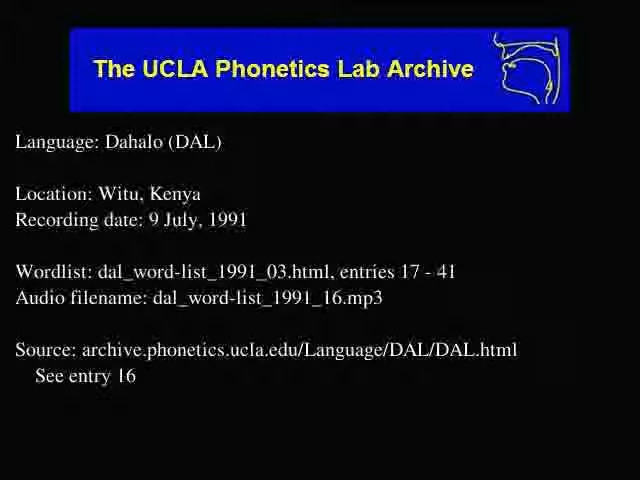 The UCLA Phonetics Lab Archive
Language: Dahalo (DAL)
Location: Witu, Kenya
Recording date: 9 July, 1991
Wordlist: dal_word-list_1991_03.html, entries 17 - 41
Audio filename: dal_word-list_1991_16.mp3
Source: archive.phonetics.ucla.edu/Language/DAL/DAL.html
See entry 16